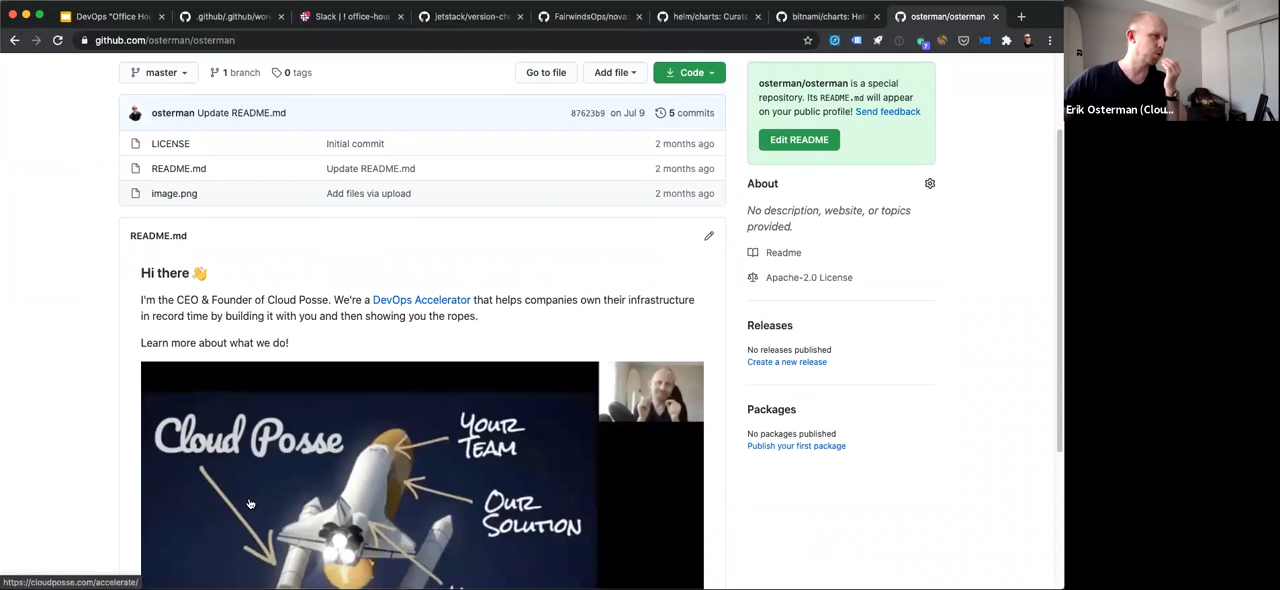 DevOps "Office Ho
.github/.github/wor
Slack | ! office-hour
jetstack/version-che
FairwindsOps/nova
helm/charts: Curate
bitnami/charts: Hel
osterman/osterman
github.com/osterman/osterman
7
Erik Osterman (Clou...
master
1 branch
0 tags
Go to file
Add file
Code
osterman Update README.md
87623b9 on Jul 9
5 commits
LICENSE
Initial commit
2 months ago
README.md
Update README.md
2 months ago
image.png
Add files via upload
2 months ago
README.md
Hi there 👋
I'm the CEO & Founder of Cloud Posse. We're a DevOps Accelerator that helps companies own their infrastructure
in record time by building it with you and then showing you the ropes.
Learn more about what we do!
Cloud Posse
YOUR
TEAM
OUR
SOLUTION
osterman/osterman is a special
repository. Its README.md will appear
on your public profile! Send feedback
Edit README
About
No description, website, or topics
provided.
Readme
Apache-2.0 License
Releases
No releases published
Create a new release
Packages
No packages published
Publish your first package
https://cloudposse.com/accelerate/